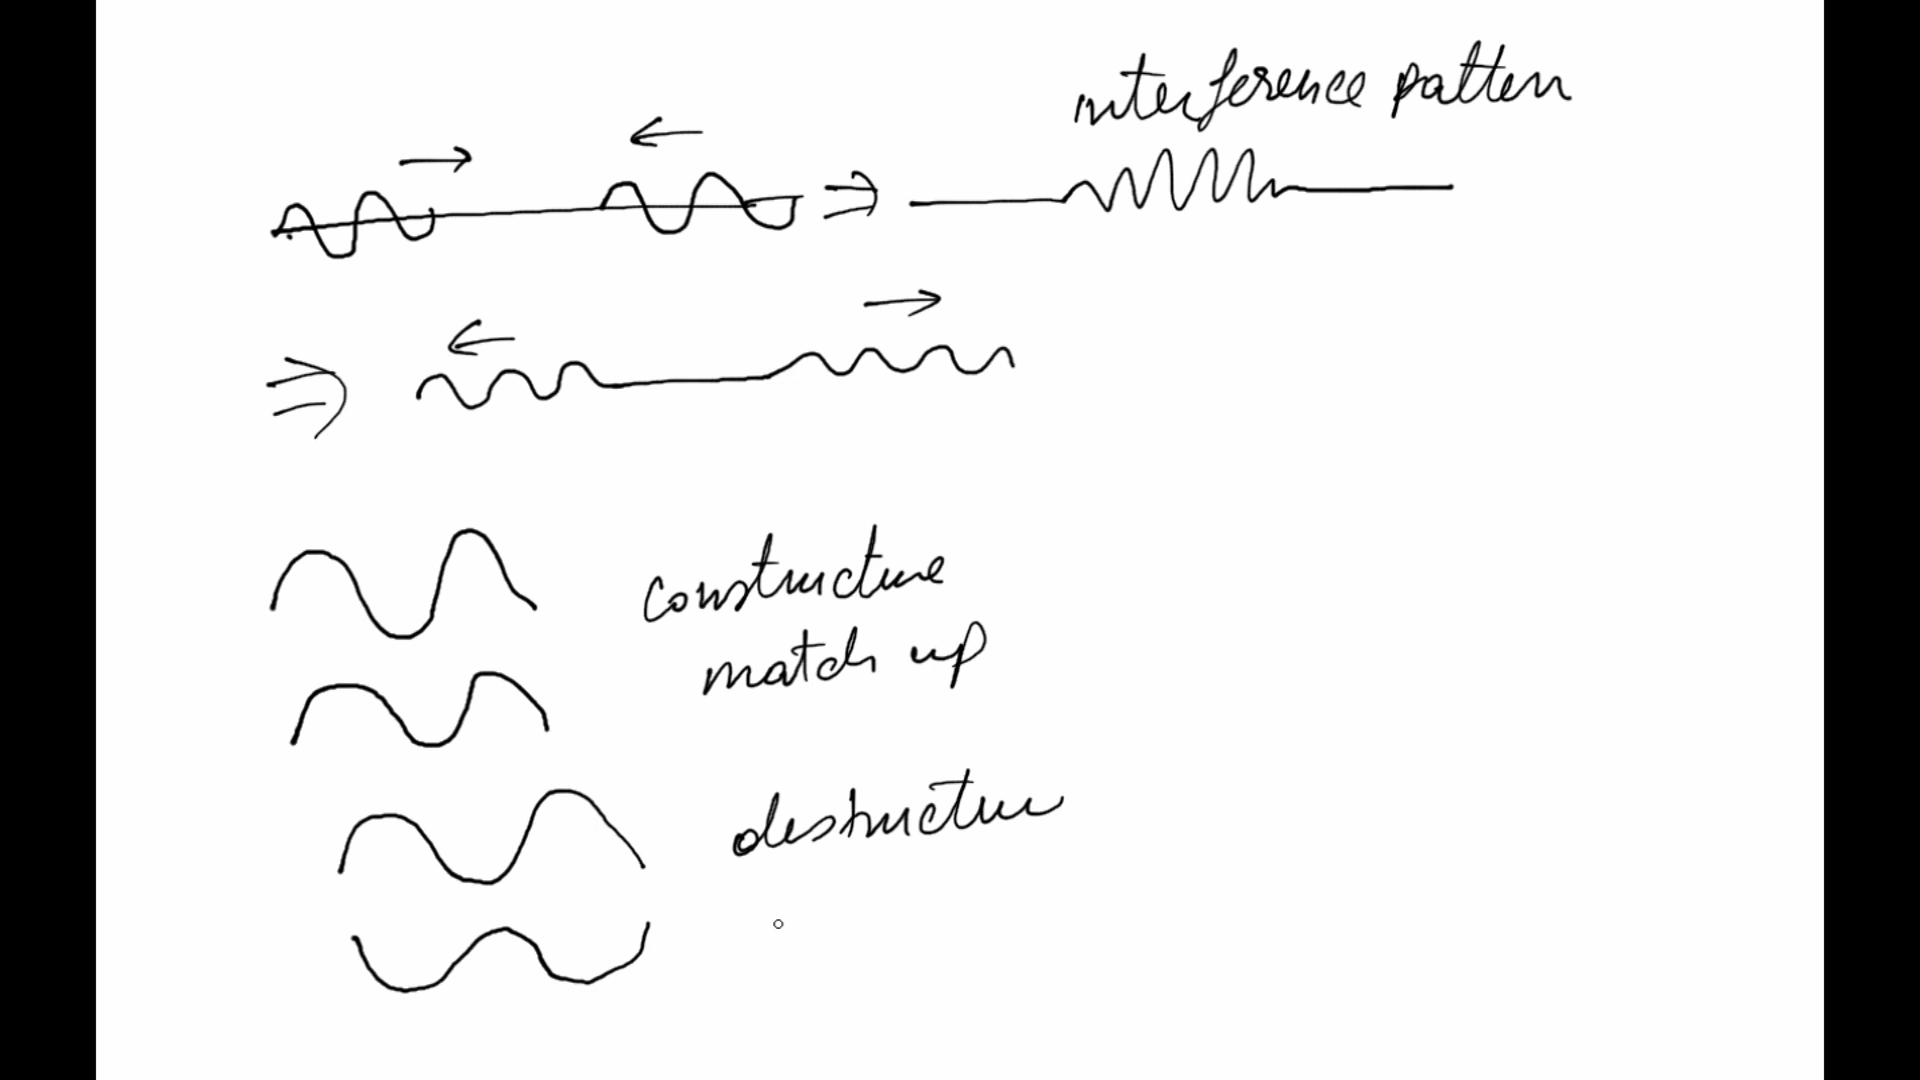 interference pattern
constructive
match up
destructive